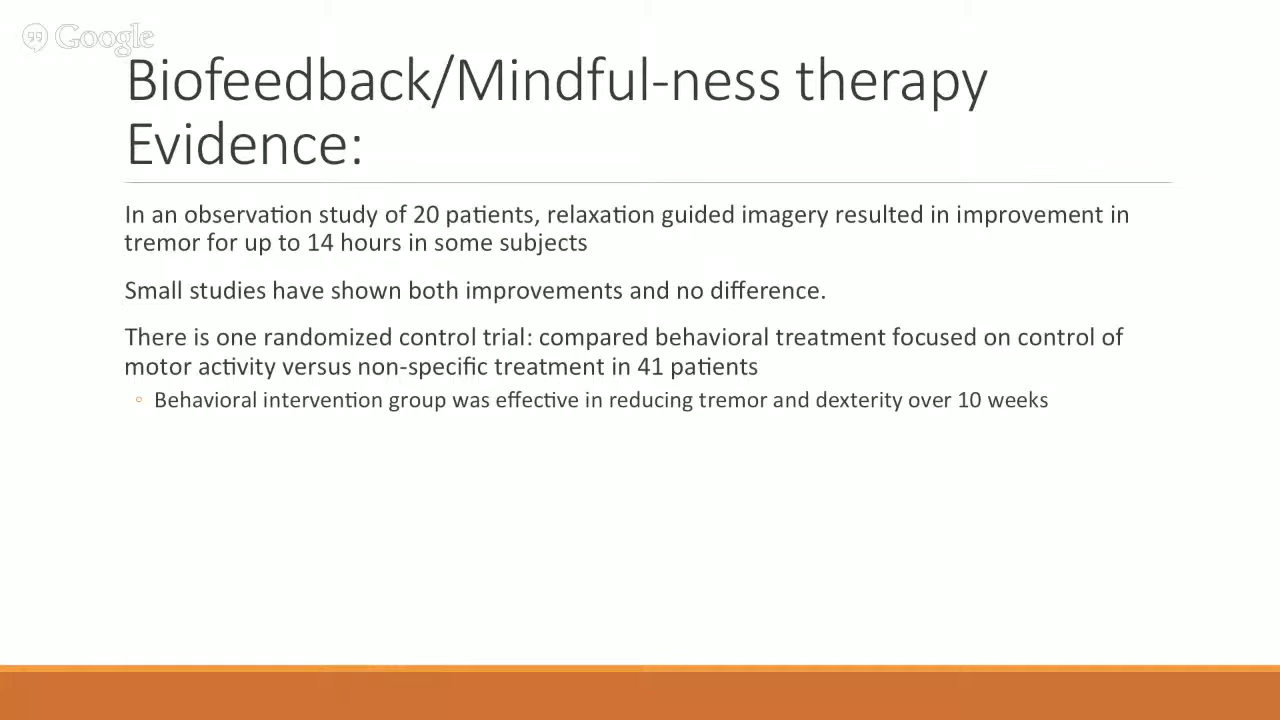 Google
Biofeedback/Mindful-ness therapy
Evidence:
In an observation study of 20 patients, relaxation guided imagery resulted in improvement in
tremor for up to 14 hours in some subjects
Small studies have shown both improvements and no difference.
There is one randomized control trial: compared behavioral treatment focused on control of
motor activity versus non-specific treatment in 41 patients
◦ Behavioral intervention group was effective in reducing tremor and dexterity over 10 weeks